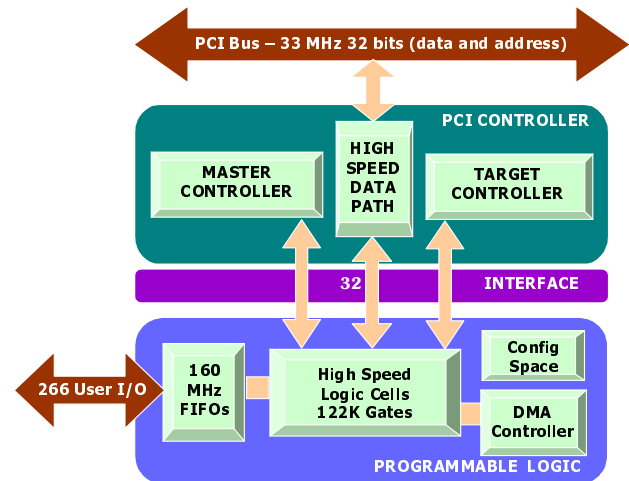 PCI Bus – 33 MHz 32 bits (data and address)
PCI CONTROLLER
MASTER
CONTROLLER
HIGH
SPEED
DATA
PATH
TARGET
CONTROLLER
32
INTERFACE
266 User I/O
160
MHz
FIFOs
High Speed
Logic Cells
122K Gates
Config
Space
DMA
Controller
PROGRAMMABLE LOGIC